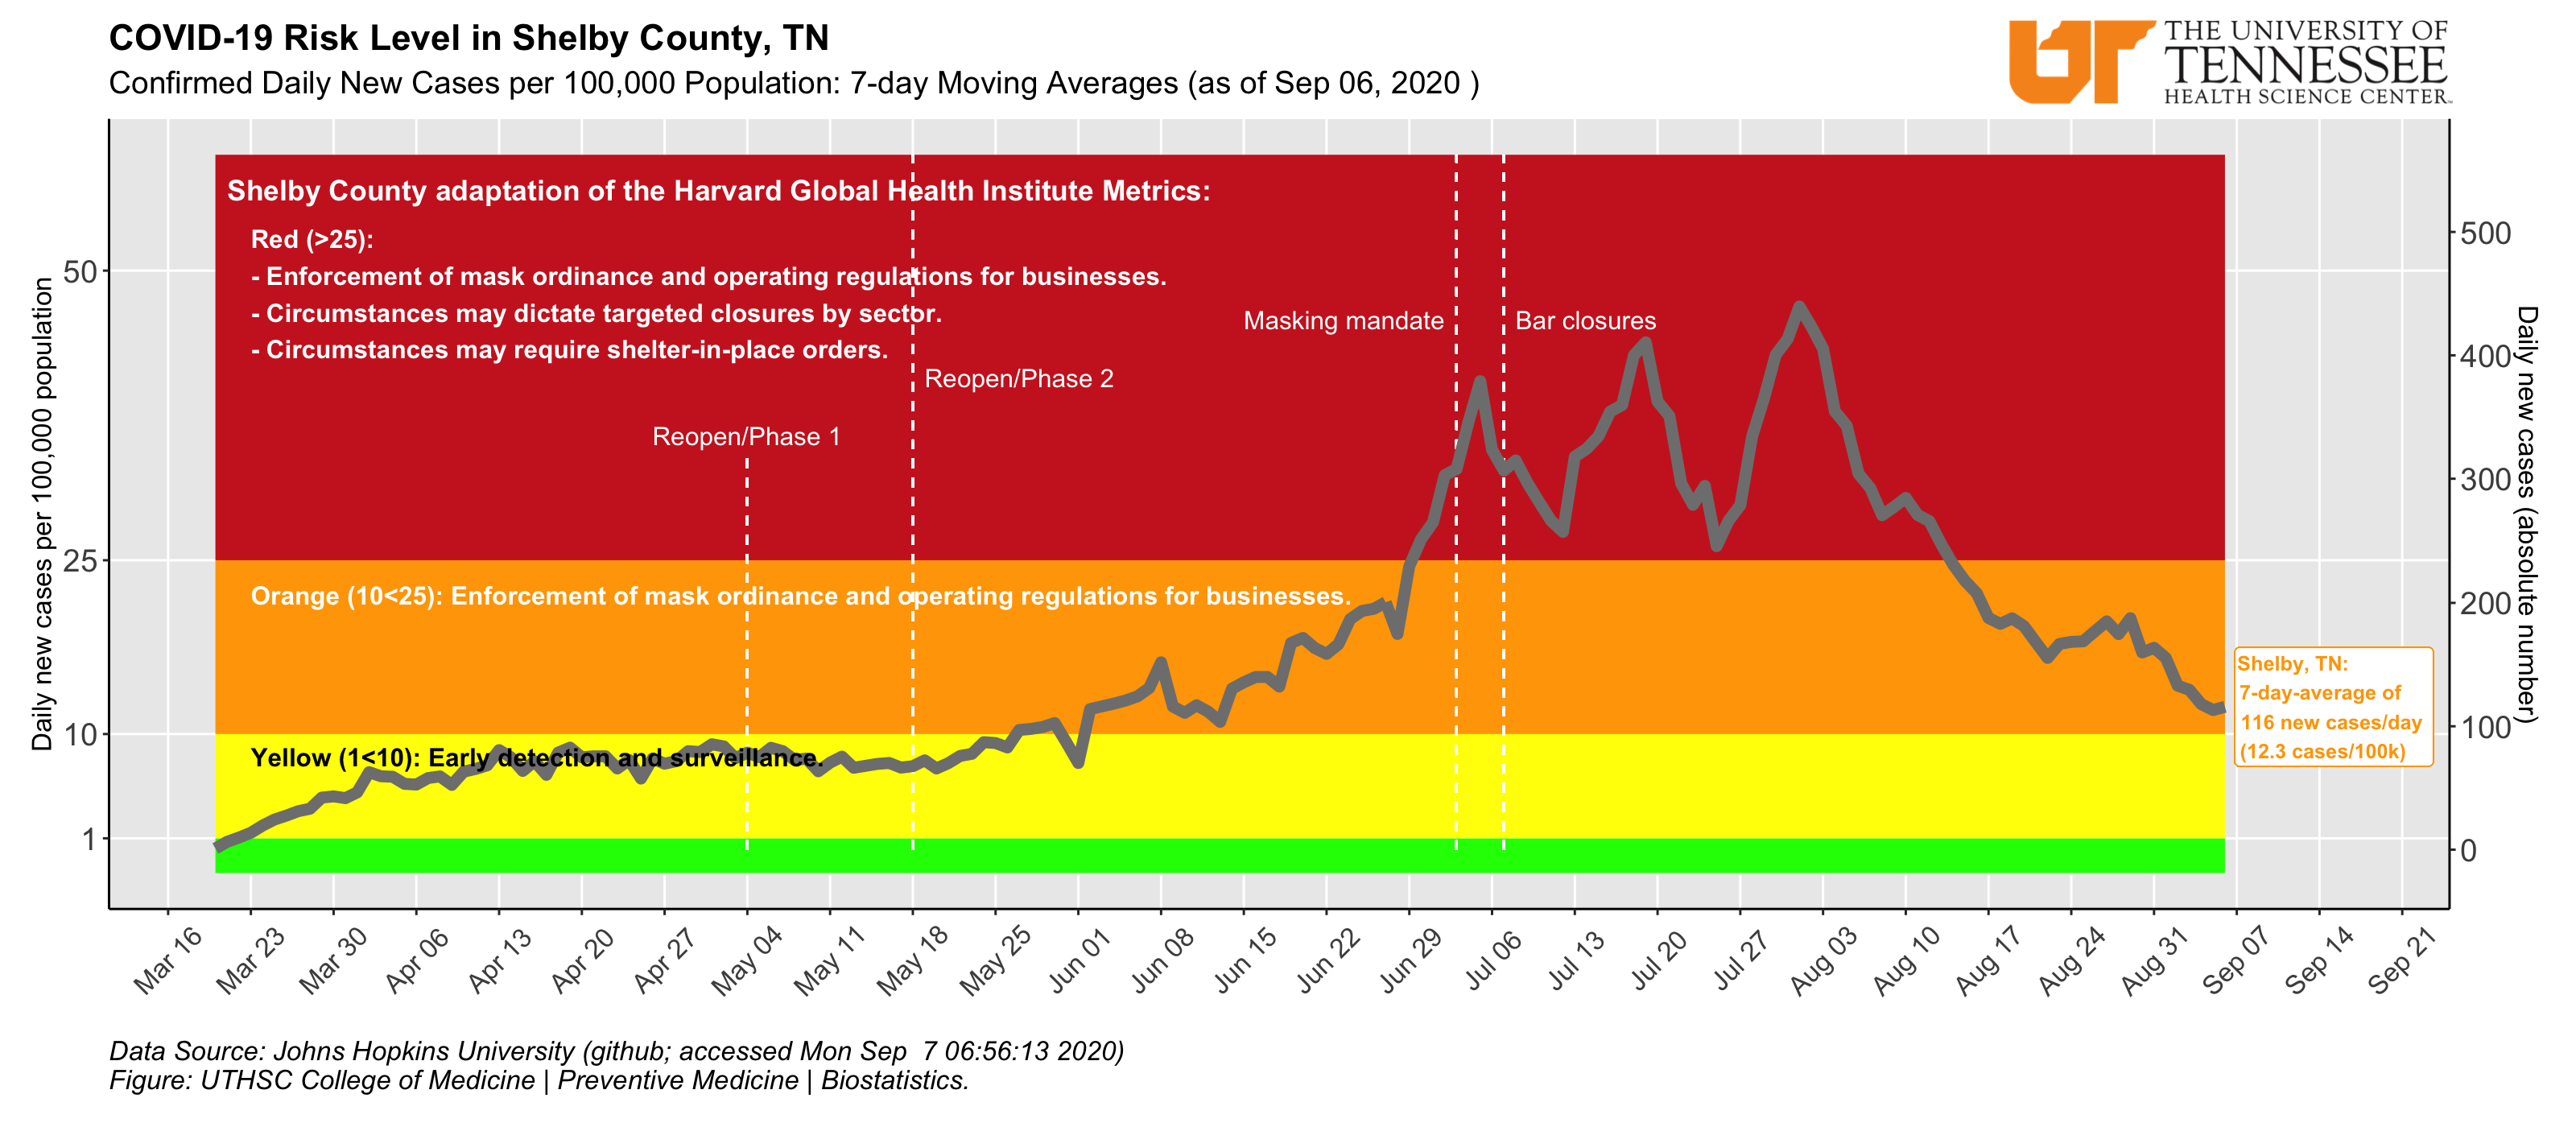 COVID-19 Risk Level in Shelby County, TN
Confirmed Daily New Cases per 100,000 Population: 7-day Moving Averages (as of Sep 06, 2020 )
THE UNIVERSITY OF
TENNESSEE
HEALTH SCIENCE CENTER
Shelby County adaptation of the Harvard Global Health Institute Metrics:
Red (>25):
- Enforcement of mask ordinance and operating regulations for businesses.
- Circumstances may dictate targeted closures by sector.
- Circumstances may require shelter-in-place orders.
Masking mandate
Bar closures
Reopen/Phase 2
Reopen/Phase 1
Orange (10<25): Enforcement of mask ordinance and operating regulations for businesses.
Yellow (1<10): Early detection and surveillance.
Shelby, TN:
7-day-average of
116 new cases/day
(12.3 cases/100k)
Daily new cases per 100,000 population
50
25
10
1
Daily new cases (absolute number)
500
400
300
200
100
0
Mar 16
Mar 23
Mar 30
Apr 06
Apr 13
Apr 20
Apr 27
May 04
May 11
May 18
May 25
Jun 01
Jun 08
Jun 15
Jun 22
Jun 29
Jul 06
Jul 13
Jul 20
Jul 27
Aug 03
Aug 10
Aug 17
Aug 24
Aug 31
Sep 07
Sep 14
Sep 21
Data Source: Johns Hopkins University (github; accessed Mon Sep  7 06:56:13 2020)
Figure: UTHSC College of Medicine | Preventive Medicine | Biostatistics.